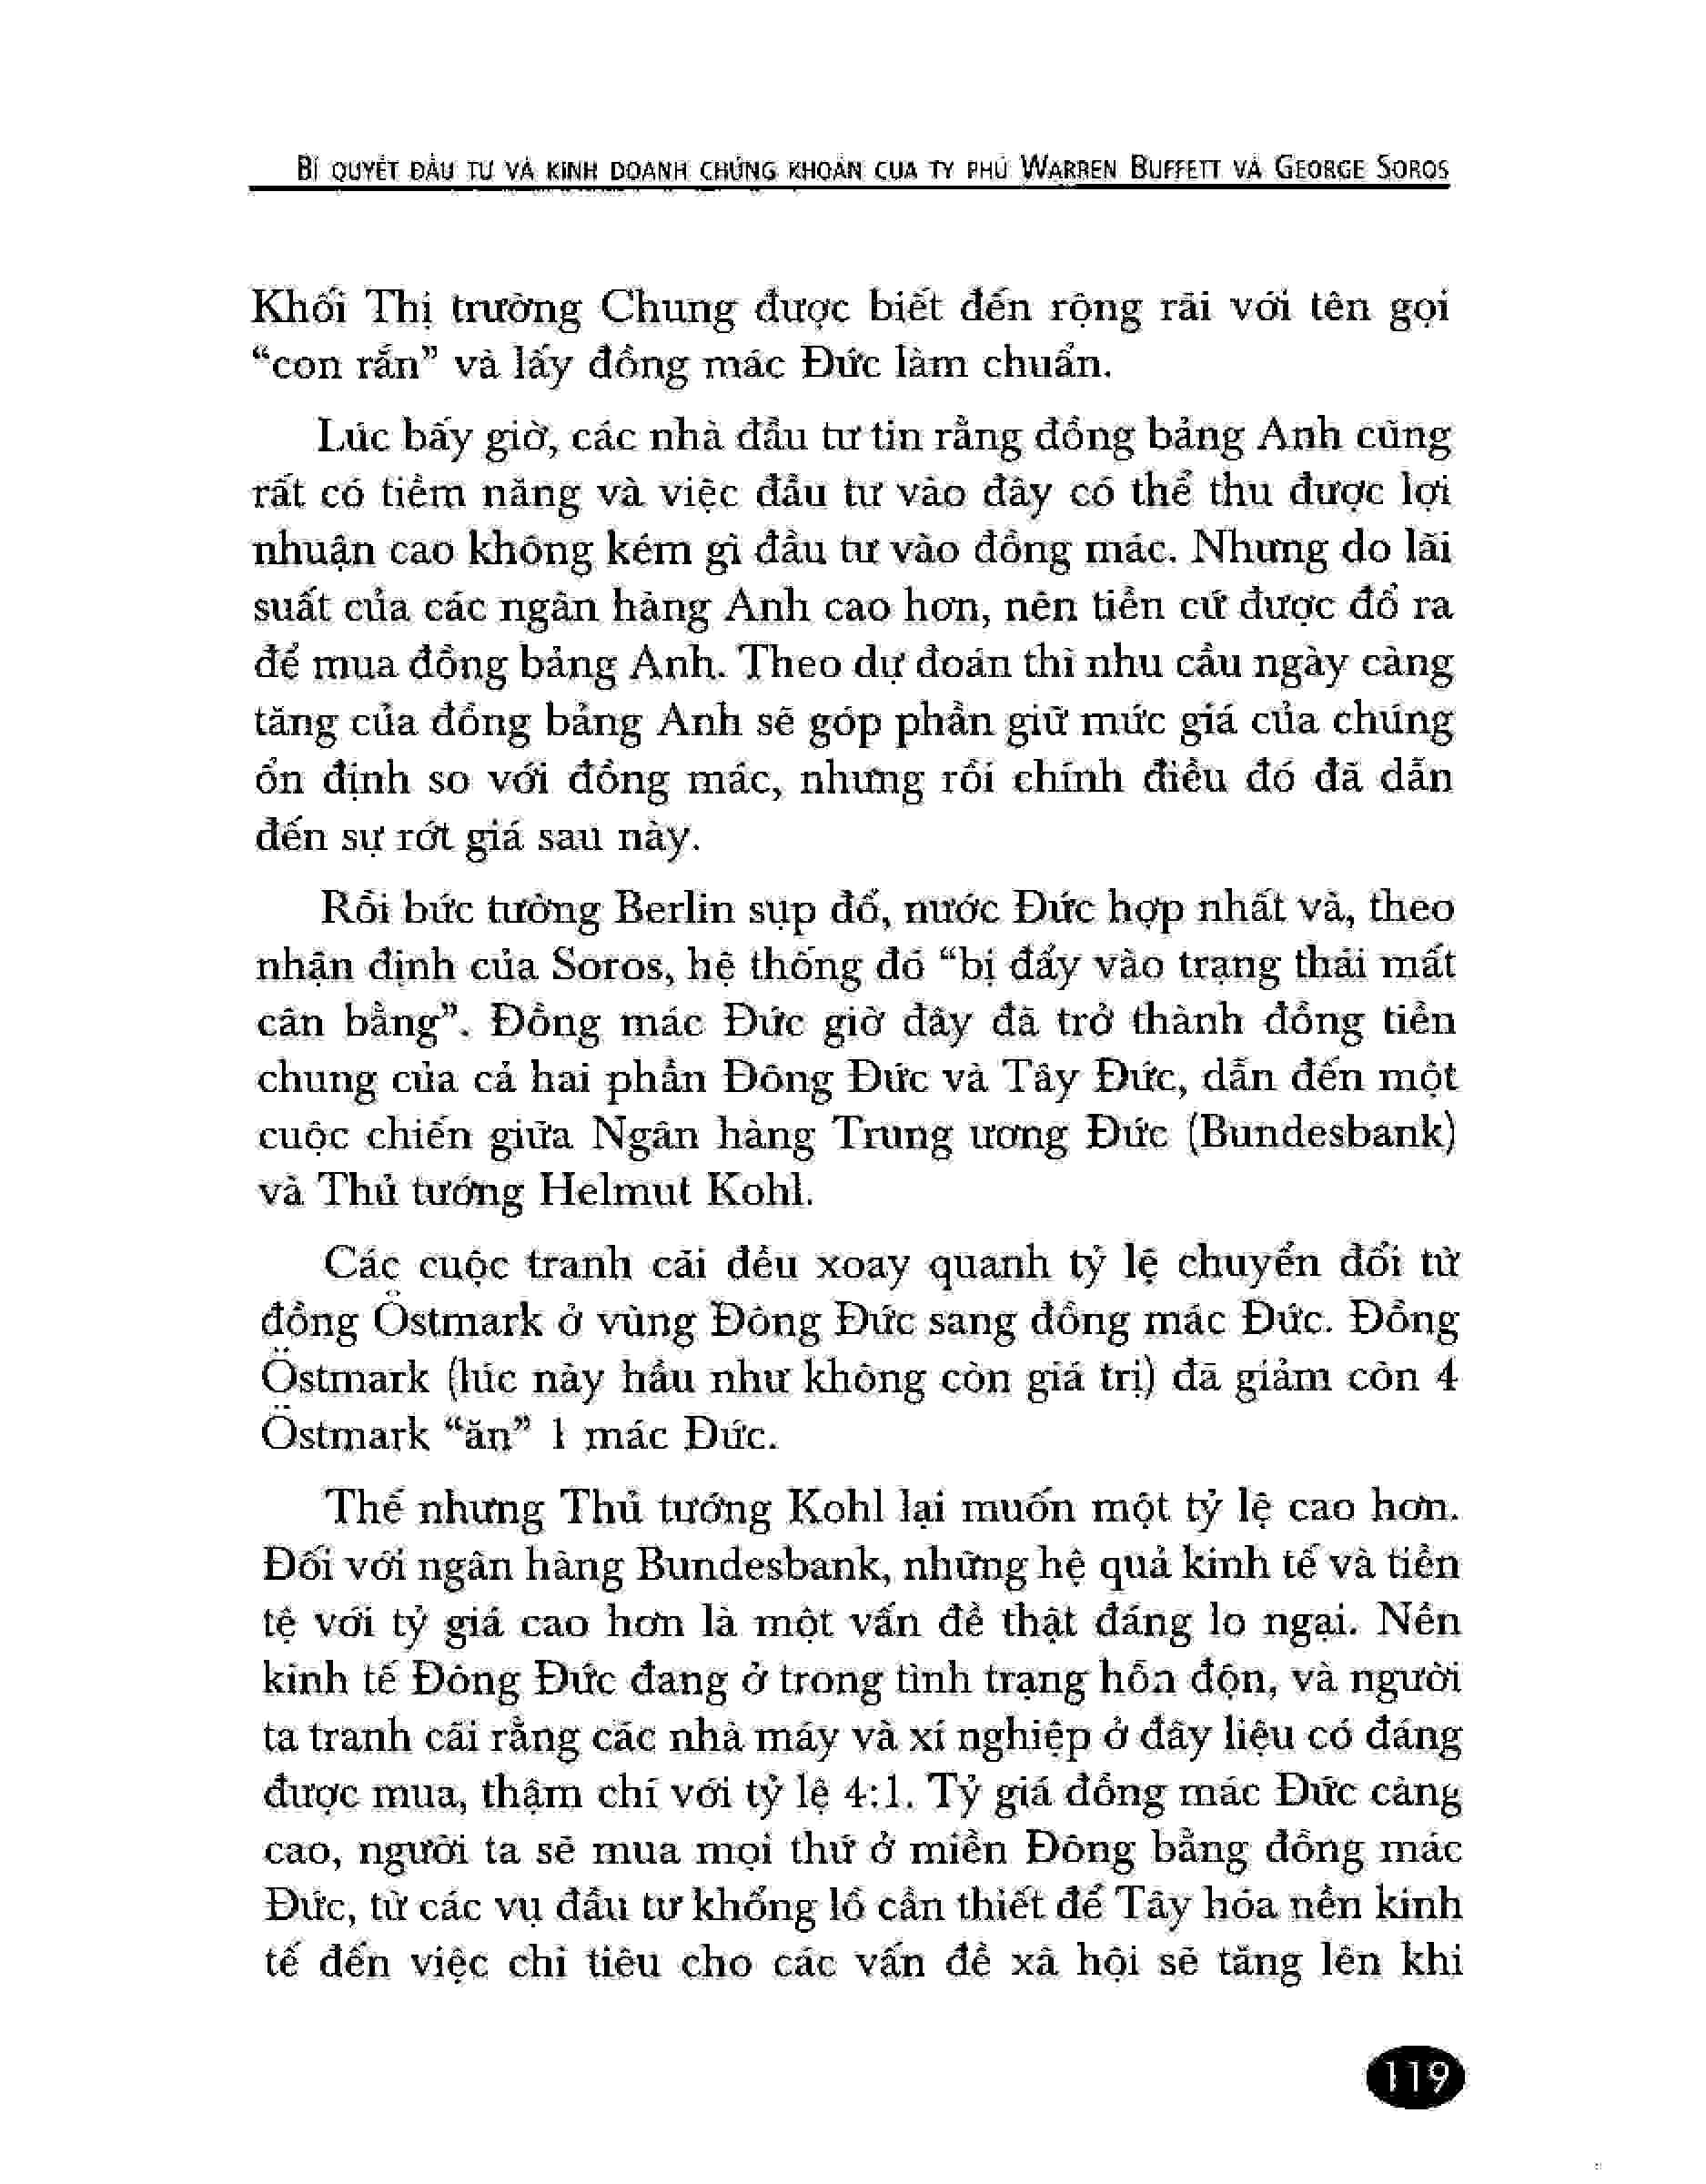 BÍ QUYẾT ĐẦU TƯ VÀ KINH DOANH CHỨNG KHOÁN CỦA TỶ PHÚ WARREN BUFFETT VÀ GEORGE SOROS
Khối Thị trường Chung được biết đến rộng rãi với tên gọi
“con rắn” và lấy đồng mác Đức làm chuẩn.
Lúc bấy giờ, các nhà đầu tư tin rằng đồng bảng Anh cũng
rất có tiềm năng và việc đầu tư vào đây có thể thu được lợi
nhuận cao không kém gì đầu tư vào đồng mác. Nhưng do lãi
suất của các ngân hàng Anh cao hơn, nên tiền cứ được đổ ra
để mua đồng bảng Anh. Theo dự đoán thì nhu cầu ngày càng
tăng của đồng bảng Anh sẽ góp phần giữ mức giá của chúng
ổn định so với đồng mác, nhưng rồi chính điều đó đã dẫn
đến sự rớt giá sau này.
Rồi bức tường Berlin sụp đổ, nước Đức hợp nhất và, theo
nhận định của Soros, hệ thống đó “bị đẩy vào trạng thái mất
cân bằng”. Đồng mác Đức giờ đây đã trở thành đồng tiền
chung của cả hai phần Đông Đức và Tây Đức, dẫn đến một
cuộc chiến giữa Ngân hàng Trung ương Đức (Bundesbank)
và Thủ tướng Helmut Kohl.
Các cuộc tranh cãi đều xoay quanh tỷ lệ chuyển đổi từ
đồng Östmark ở vùng Đông Đức sang đồng mác Đức. Đồng
Östmark (lúc này hầu như không còn giá trị) đã giảm còn 4
Östmark “ăn” 1 mác Đức.
Thế nhưng Thủ tướng Kohl lại muốn một tỷ lệ cao hơn.
Đối với ngân hàng Bundesbank, những hệ quả kinh tế và tiền
tệ với tỷ giá cao hơn là một vấn đề thật đáng lo ngại. Nền
kinh tế Đông Đức đang ở trong tình trạng hỗn độn, và người
ta tranh cãi rằng các nhà máy và xí nghiệp ở đây liệu có đáng
được mua, thậm chí với tỷ lệ 4:1. Tỷ giá đồng mác Đức càng
cao, người ta sẽ mua mọi thứ ở miền Đông bằng đồng mác
Đức, từ các vụ đầu tư khổng lồ cần thiết để Tây hóa nền kinh
tế đến việc chi tiêu cho các vấn đề xã hội sẽ tăng lên khi
119